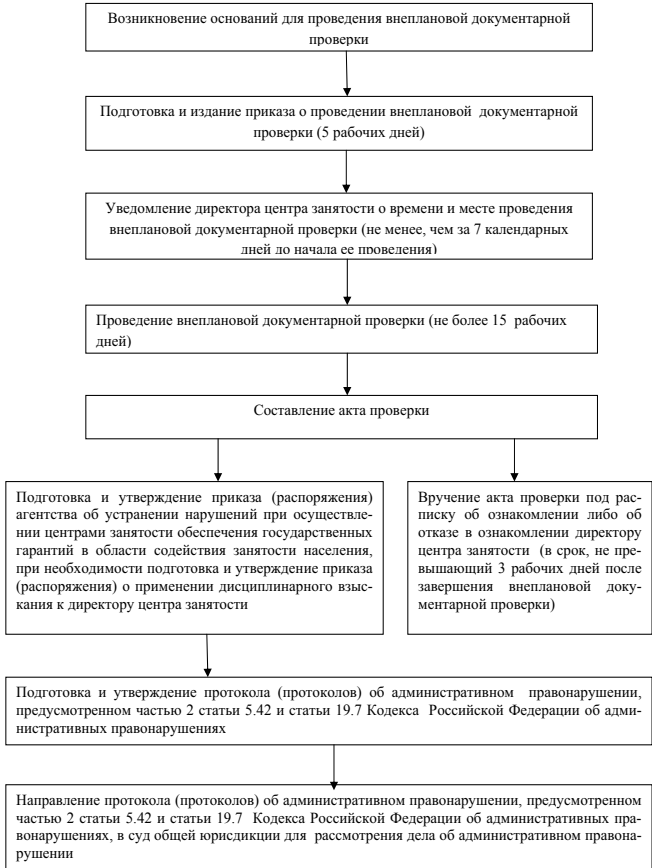 Возникновение оснований для проведения внеплановой документарной
проверки
Подготовка и издание приказа о проведении внеплановой документарной
проверки (5 рабочих дней)
Уведомление директора центра занятости о времени и месте проведения
внеплановой документарной проверки (не менее, чем за 7 календарных
дней до начала ее проведения)
Проведение внеплановой документарной проверки (не более 15 рабочих
дней)
Составление акта проверки
Подготовка и утверждение приказа (распоряжения)
агентства об устранении нарушений при осуществле-
нии центрами занятости обеспечения государственных
гарантий в области содействия занятости населения,
при необходимости подготовка и утверждение приказа
(распоряжения) о применении дисциплинарного взыс-
кания к директору центра занятости
Вручение акта проверки под рас-
писку об ознакомлении либо об
отказе в ознакомлении директору
центра занятости (в срок, не пре-
вышающий 3 рабочих дней после
завершения внеплановой доку-
ментарной проверки)
Подготовка и утверждение протокола (протоколов) об административном правонарушении,
предусмотренном частью 2 статьи 5.42 и статьи 19.7 Кодекса Российской Федерации об адми-
нистративных правонарушениях
Направление протокола (протоколов) об административном правонарушении, предусмотренном
частью 2 статьи 5.42 и статьи 19.7 Кодекса Российской Федерации об административных пра-
вонарушениях, в суд общей юрисдикции для рассмотрения дела об административном правона-
рушении